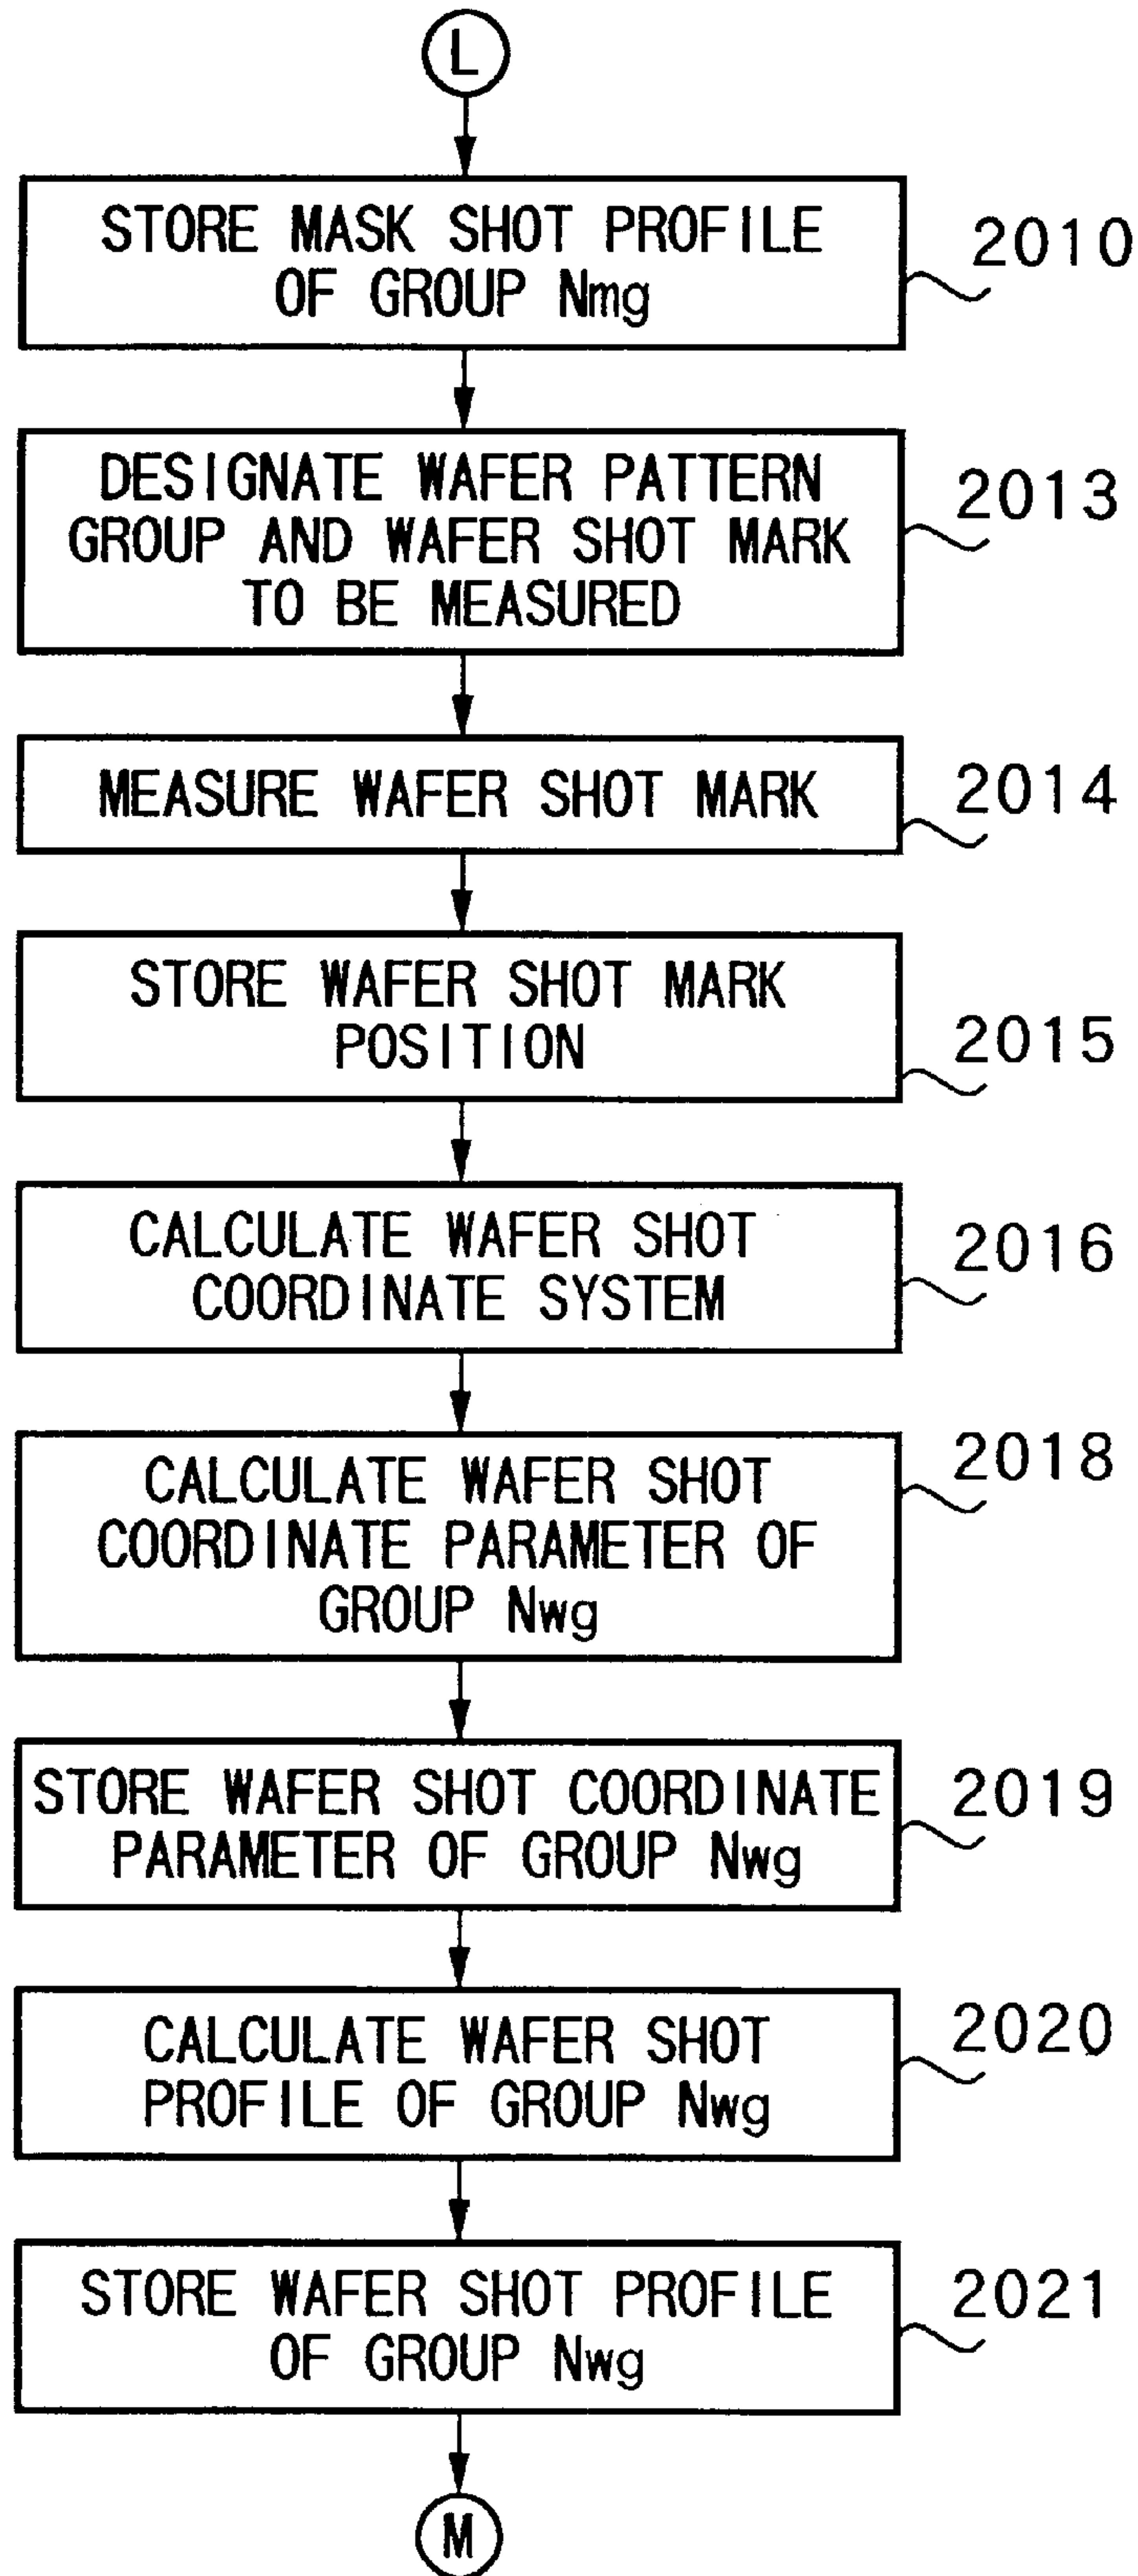 L
STORE MASK SHOT PROFILE
OF GROUP Nmg
2010
DESIGNATE WAFER PATTERN
GROUP AND WAFER SHOT MARK
TO BE MEASURED
2013
MEASURE WAFER SHOT MARK
2014
STORE WAFER SHOT MARK
POSITION
2015
CALCULATE WAFER SHOT
COORDINATE SYSTEM
2016
CALCULATE WAFER SHOT
COORDINATE PARAMETER OF
GROUP Nwg
2018
STORE WAFER SHOT COORDINATE
PARAMETER OF GROUP Nwg
2019
CALCULATE WAFER SHOT
PROFILE OF GROUP Nwg
2020
STORE WAFER SHOT PROFILE
OF GROUP Nwg
2021
M